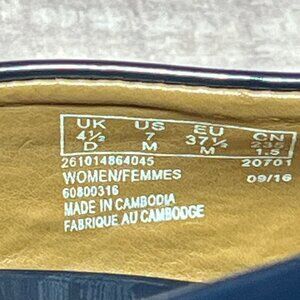 UK US EU CN
4½ 7 37½ 235
D M M 1.5
261014864045 20701
WOMEN/FEMMES 09/16
60800316
MADE IN CAMBODIA
FABRIQUE AU CAMBODGE